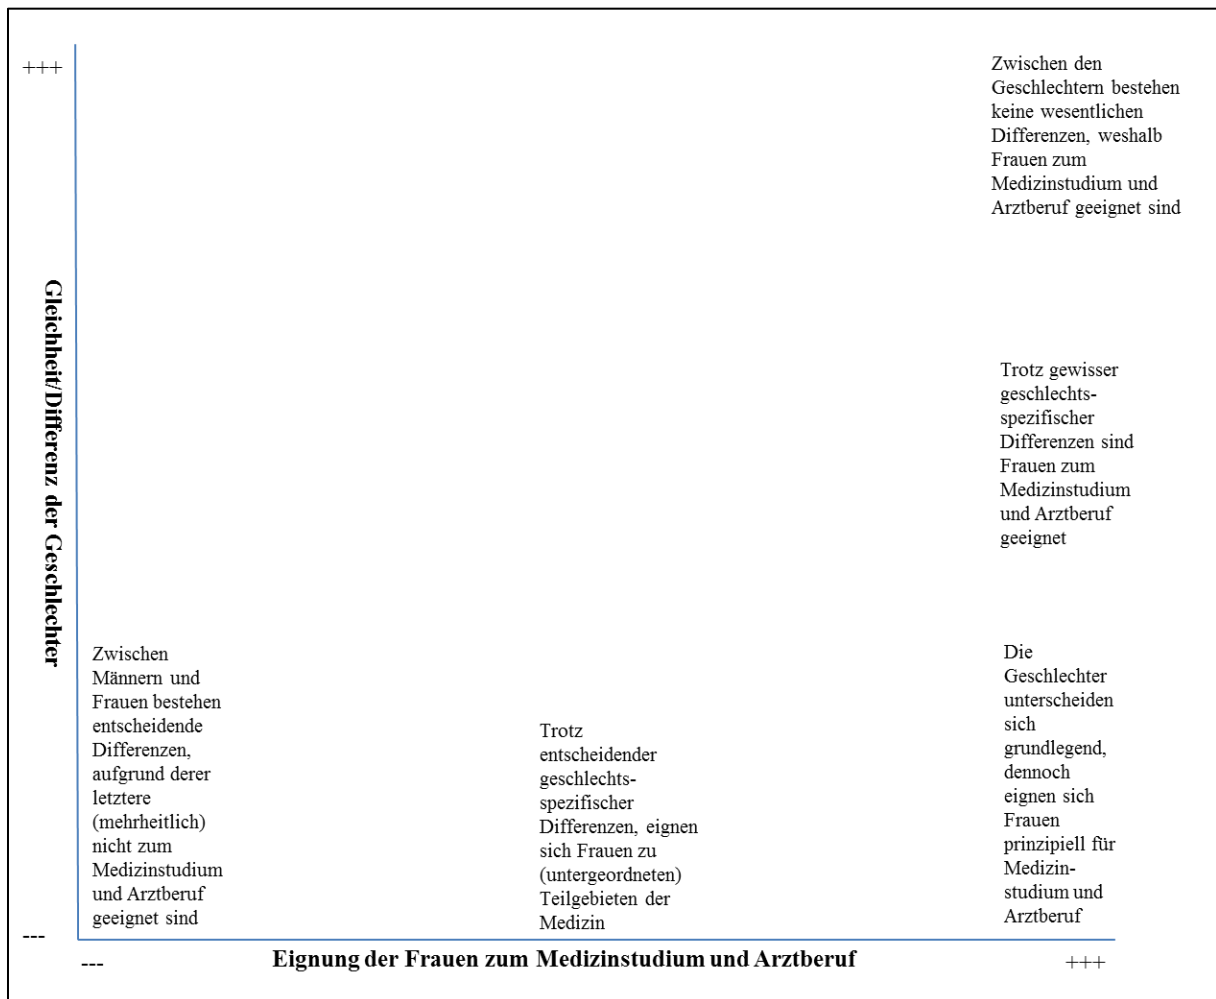 +++
Zwischen den
Geschlechtern bestehen
keine wesentlichen
Differenzen, weshalb
Frauen zum
Medizinstudium und
Arztberuf geeignet sind
Gleichheit/Differenz der Geschlechter
Trotz gewisser
geschlechts-
spezifischer
Differenzen sind
Frauen zum
Medizinstudium
und Arztberuf
geeignet
Zwischen
Männern und
Frauen bestehen
entscheidende
Differenzen,
aufgrund derer
letztere
(mehrheitlich)
nicht zum
Medizinstudium
und Arztberuf
geeignet sind
Trotz
entscheidender
geschlechts-
spezifischer
Differenzen, eignen
sich Frauen zu
(untergeordneten)
Teilgebieten der
Medizin
Die
Geschlechter
unterscheiden
sich
grundlegend,
dennoch
eignen sich
Frauen
prinzipiell für
Medizin-
studium und
Arztberuf
---
---
Eignung der Frauen zum Medizinstudium und Arztberuf
+++